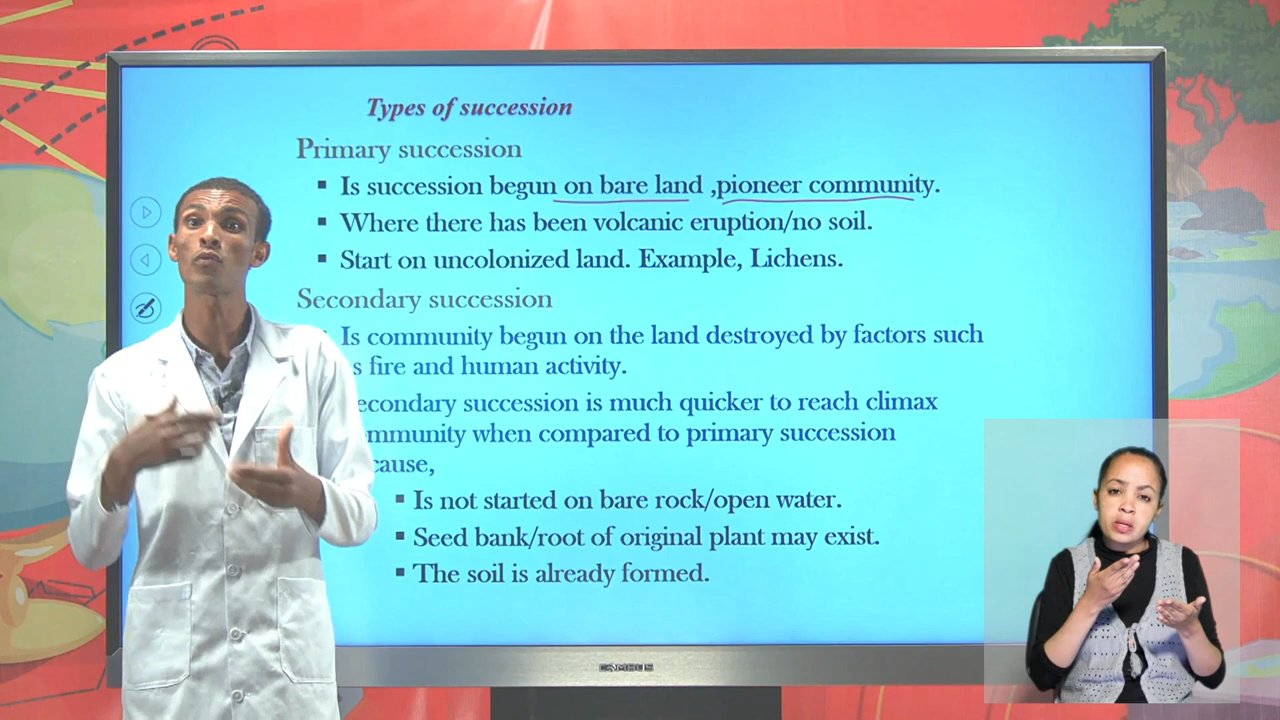 Types of succession
Primary succession
▪ Is succession begun on bare land ,pioneer community.
▪ Where there has been volcanic eruption/no soil.
▪ Start on uncolonized land. Example, Lichens.
Secondary succession
Is community begun on the land destroyed by factors such
s fire and human activity.
econdary succession is much quicker to reach climax
mmunity when compared to primary succession
cause,
▪ Is not started on bare rock/open water.
▪ Seed bank/root of original plant may exist.
▪ The soil is already formed.